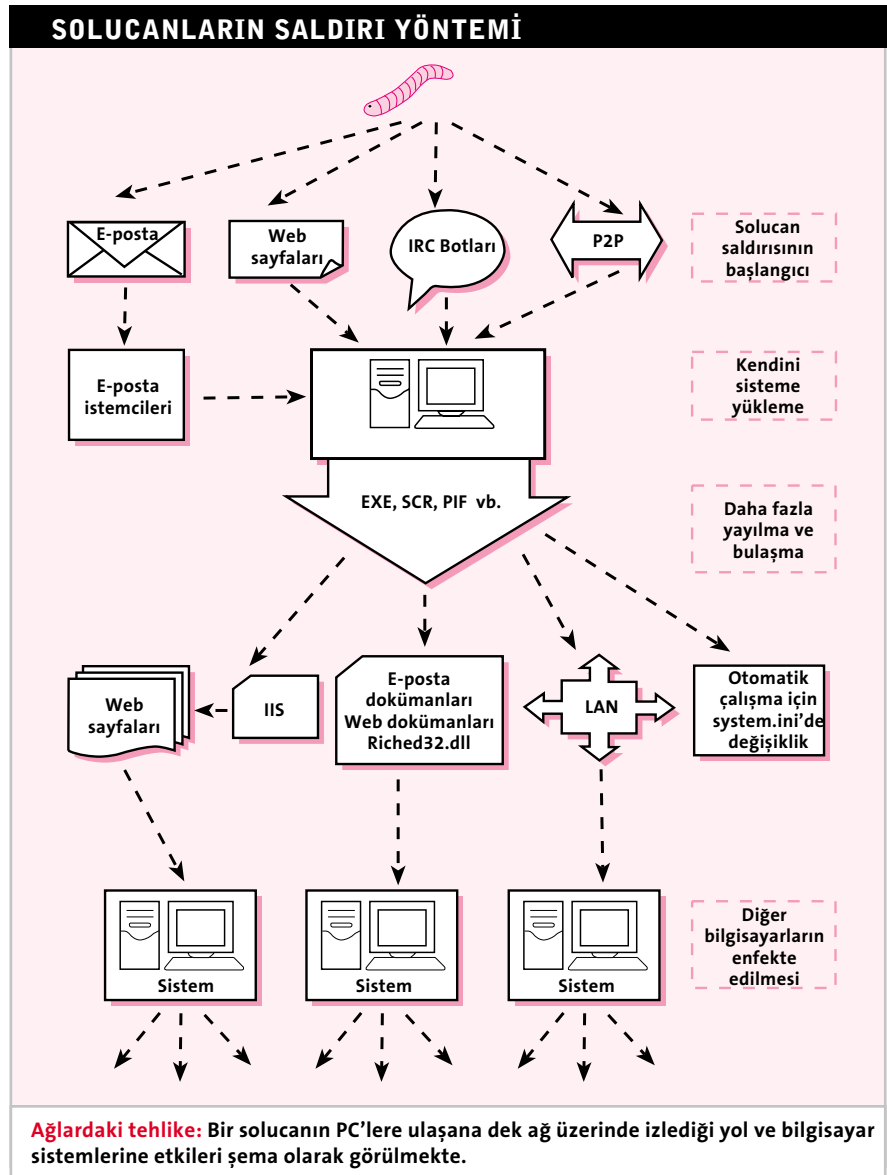 SOLUCANLARIN SALDIRI YÖNTEMİ
E-posta
Web
sayfaları
IRC Botları
P2P
Solucan
saldırısının
başlangıcı
E-posta
istemcileri
Kendini
sisteme
yükleme
EXE, SCR, PIF vb.
Daha fazla
yayılma ve
bulaşma
Web
sayfaları
IIS
E-posta
dokümanları
Web dokümanları
Riched32.dll
LAN
Otomatik
çalışma için
system.ini’de
değişiklik
Sistem
Sistem
Sistem
Diğer
bilgisayarların
enfekte
edilmesi
Ağlardaki tehlike: Bir solucanın PC’lere ulaşana dek ağ üzerinde izlediği yol ve bilgisayar
sistemlerine etkileri şema olarak görülmekte.